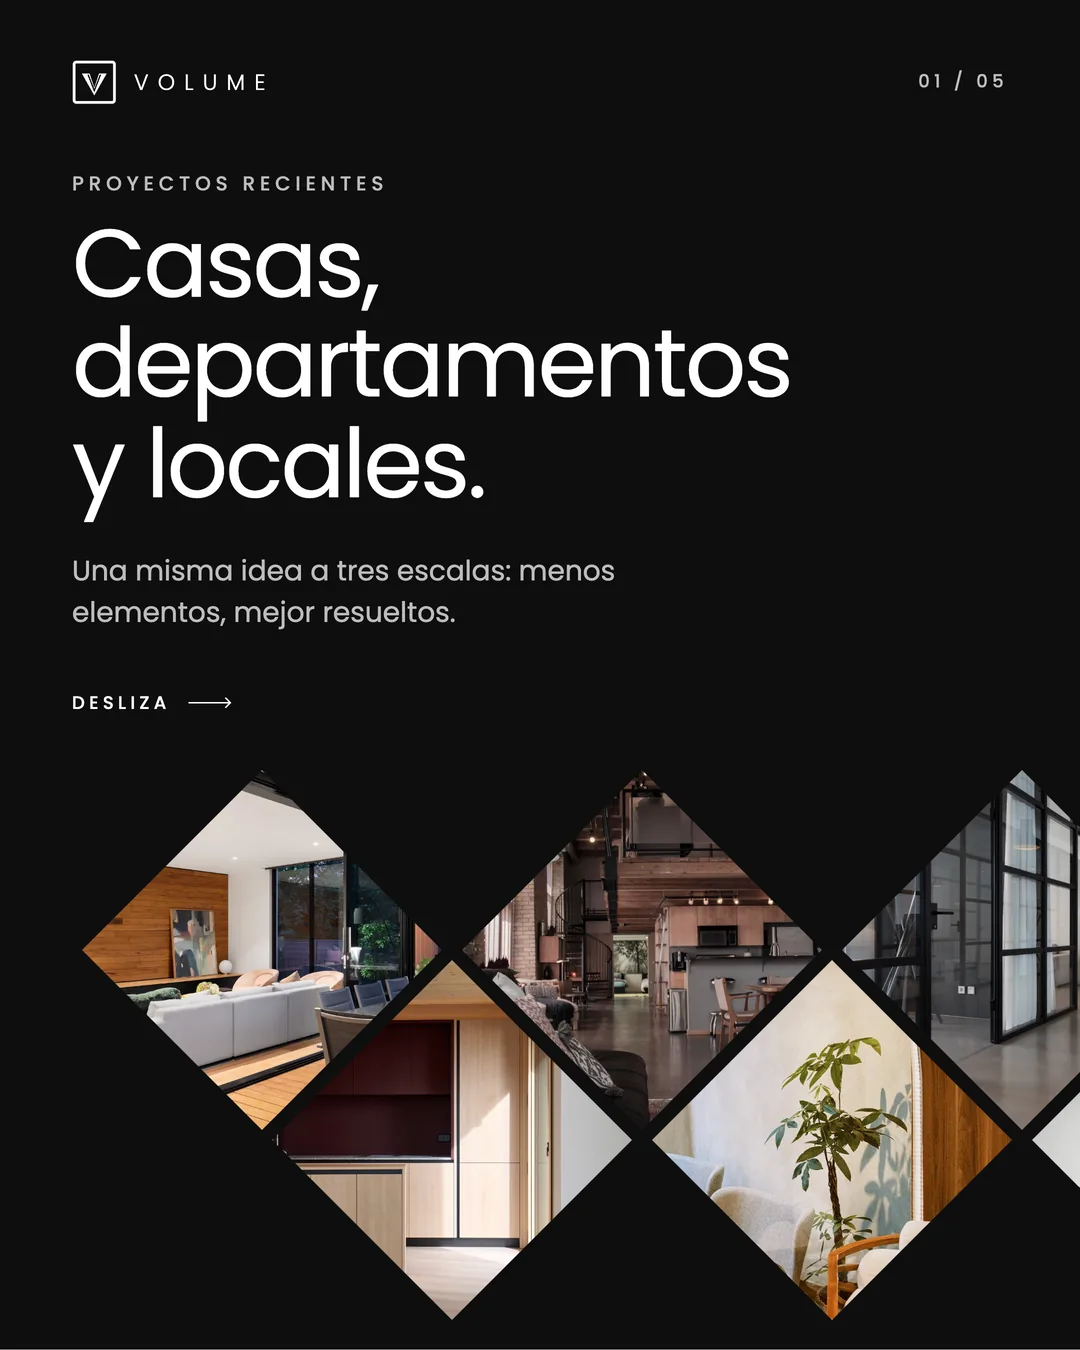 VOLUME
01 / 05
PROYECTOS RECIENTES
Casas,
departamentos
y locales.
Una misma idea a tres escalas: menos
elementos, mejor resueltos.
DESLIZA